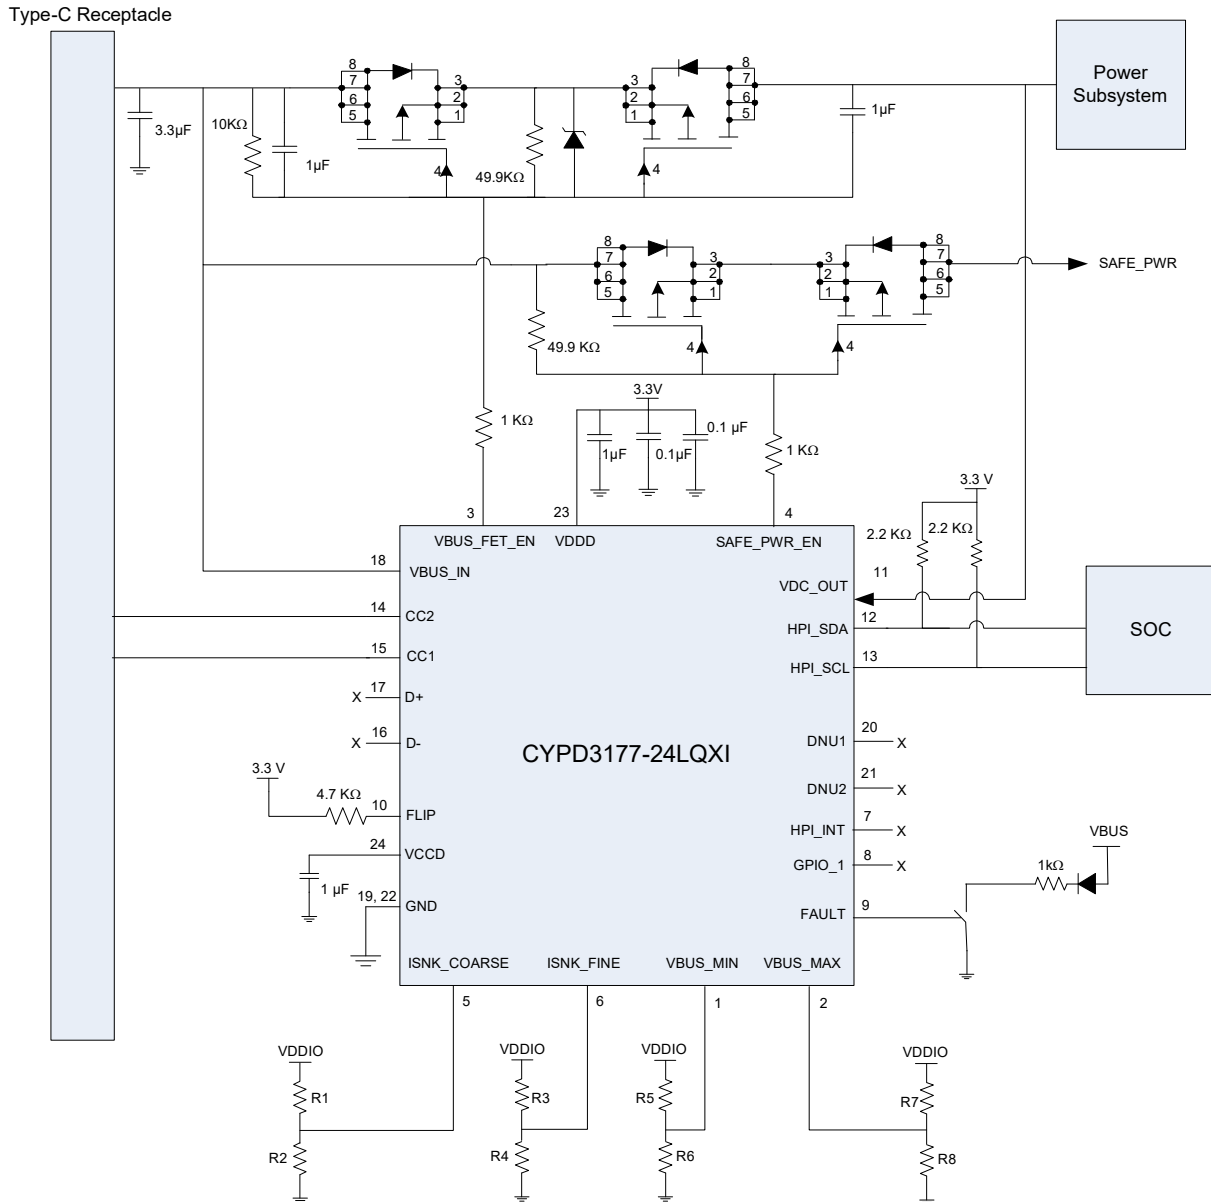 Type-C Receptacle
3.3µF
10KΩ
1µF
8
7
6
5
3
2
1
4
49.9KΩ
3
2
1
8
7
6
5
4
1µF
Power
Subsystem
8
7
6
5
3
2
1
4
49.9 KΩ
3
2
1
8
7
6
5
4
SAFE_PWR
1 KΩ
3.3V
1µF
0.1µF
0.1 µF
1 KΩ
3.3 V
2.2 KΩ
2.2 KΩ
3
VBUS_FET_EN
23
VDDD
4
SAFE_PWR_EN
18
VBUS_IN
14
CC2
15
CC1
X
17
D+
X
16
D-
3.3 V
4.7 KΩ
10
FLIP
24
VCCD
1 µF
19, 22
GND
CYPD3177-24LQXI
VDC_OUT
11
HPI_SDA
12
HPI_SCL
13
SOC
DNU1
20
X
DNU2
21
X
HPI_INT
7
X
GPIO_1
8
X
FAULT
9
1kΩ
VBUS
ISNK_COARSE
5
ISNK_FINE
6
VBUS_MIN
1
VBUS_MAX
2
VDDIO
R1
R2
VDDIO
R3
R4
VDDIO
R5
R6
VDDIO
R7
R8